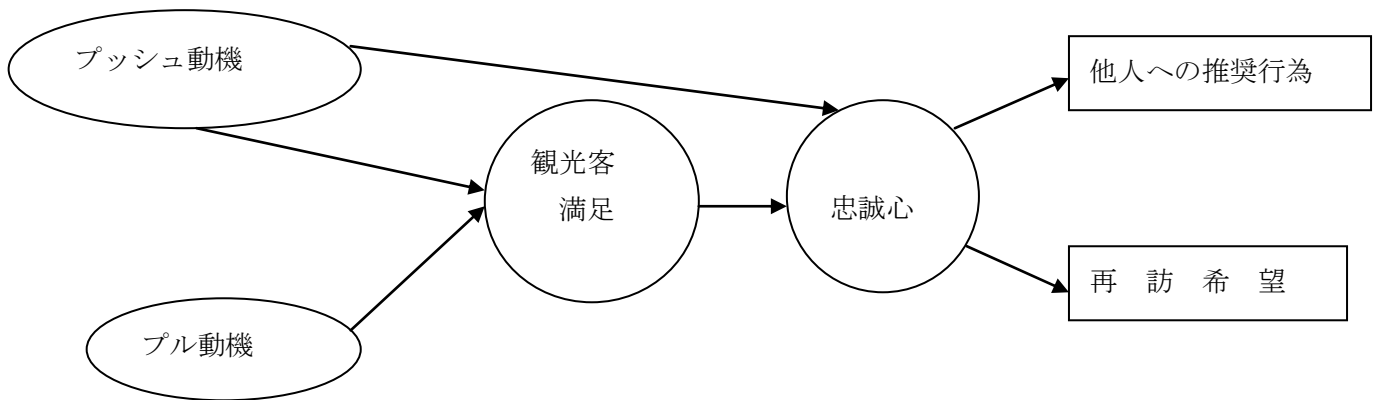 プッシュ動機
他人への推奨行為
観光客
満足
忠誠心
再 訪 希 望
プル動機